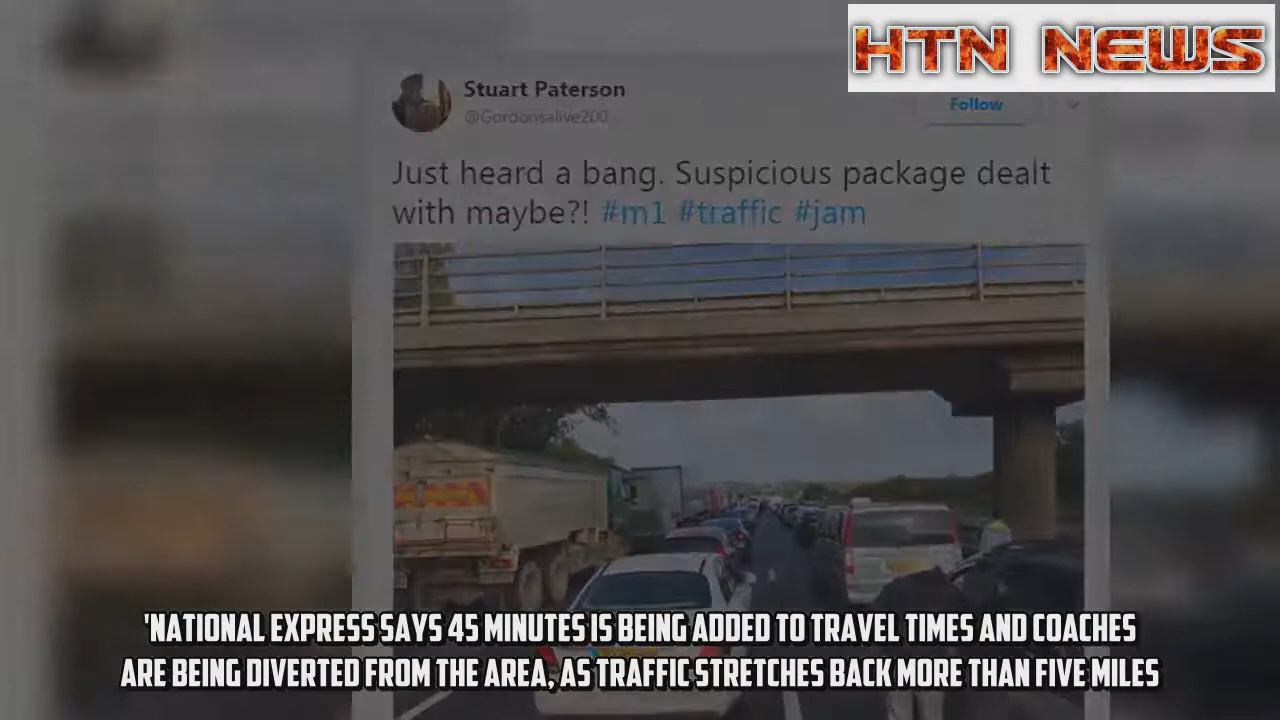 HTN NEWS
Stuart Paterson
@Gordonsalive200
Follow
Just heard a bang. Suspicious package dealt
with maybe?! #m1 #traffic #jam
'NATIONAL EXPRESS SAYS 45 MINUTES IS BEING ADDED TO TRAVEL TIMES AND COACHES
ARE BEING DIVERTED FROM THE AREA, AS TRAFFIC STRETCHES BACK MORE THAN FIVE MILES